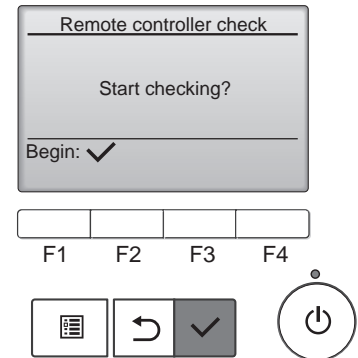 Remote controller check
Start checking?
Begin: ✓
F1 F2 F3 F4